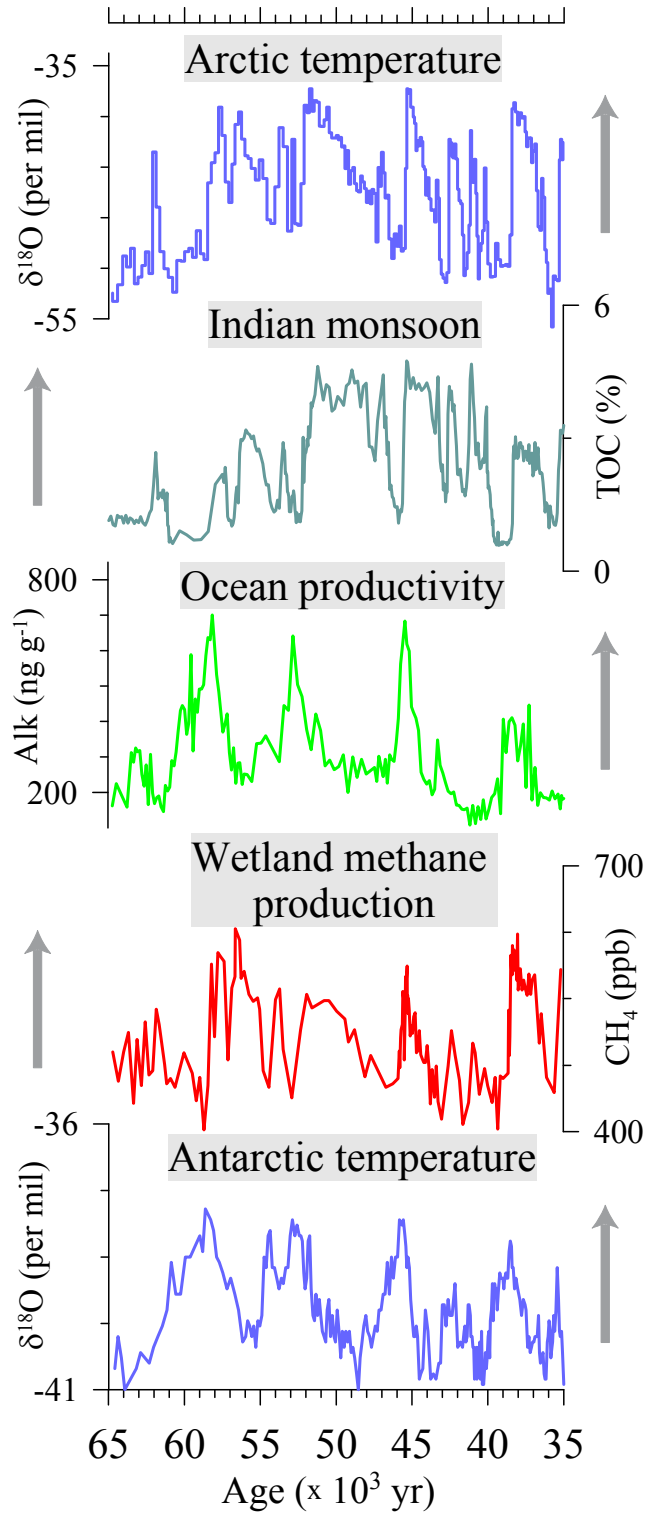 Arctic temperature
-35
δ¹⁸O (per mil)
-55
Indian monsoon
6
TOC (%)
0
Ocean productivity
800
Alk (ng g⁻¹)
200
Wetland methane
production
700
CH₄ (ppb)
400
Antarctic temperature
-36
δ¹⁸O (per mil)
-41
65 60 55 50 45 40 35
Age (x 10³ yr)